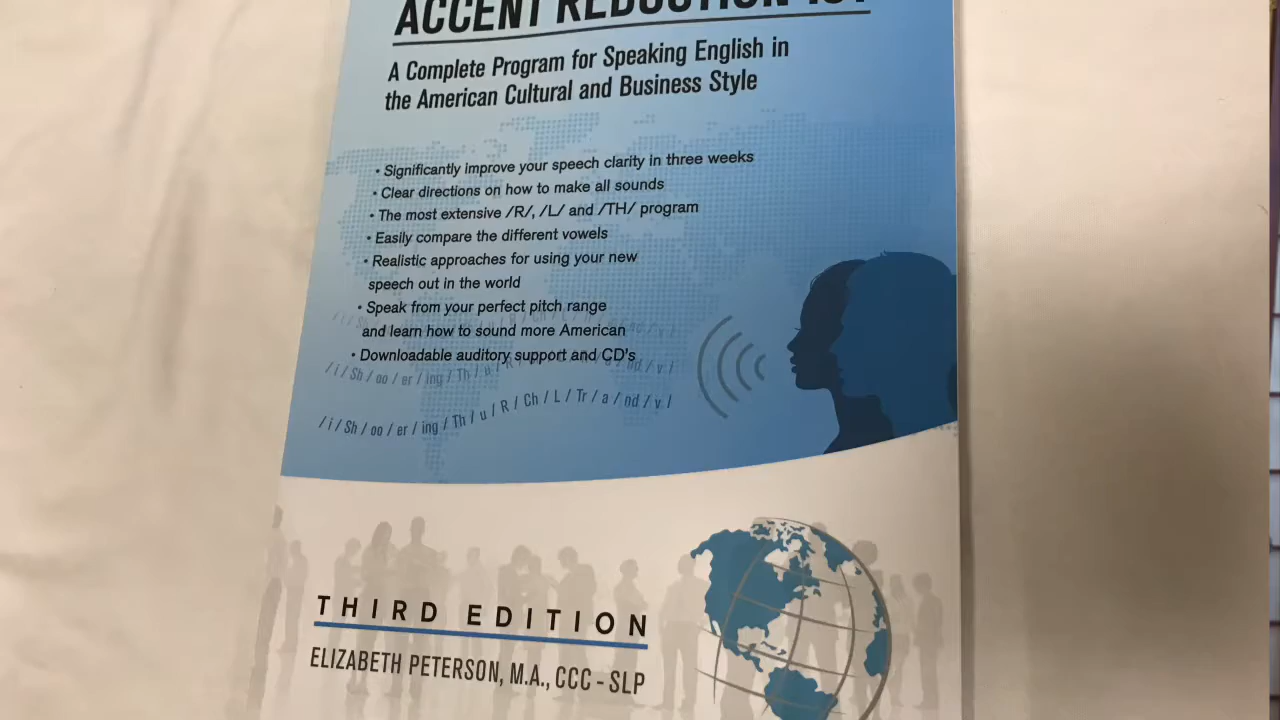 ACCENT REDUCTION 101
A Complete Program for Speaking English in
the American Cultural and Business Style
• Significantly improve your speech clarity in three weeks
• Clear directions on how to make all sounds
• The most extensive /R/, /L/ and /TH/ program
• Easily compare the different vowels
• Realistic approaches for using your new
speech out in the world
• Speak from your perfect pitch range
and learn how to sound more American
• Downloadable auditory support and CD's
/ i / Sh / oo / er / ing / Th / u / R / Ch / L / Tr / a / nd / v /
THIRD EDITION
ELIZABETH PETERSON, M.A., CCC - SLP